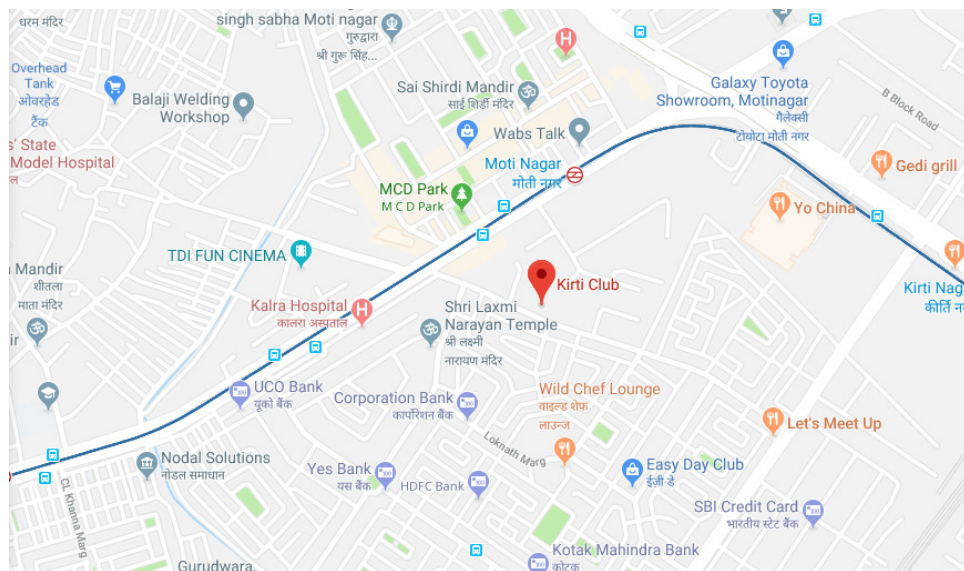 धरम मंदिर
singh sabha Moti nagar
गुरुद्वारा
श्री गुरू सिंह...
Overhead
Tank
ओवरहेड
टैंक
Balaji Welding
Workshop
Sai Shirdi Mandir
साई शिर्डी मंदिर
Galaxy Toyota
Showroom, Motinagar
गैलेक्सी
टोयोटा मोती नगर
B Block Road
Wabs Talk
s' State
Model Hospital
ल
Moti Nagar
मोती नगर
Gedi grill
MCD Park
M C D Park
Yo China
TDI FUN CINEMA
Mandir
शीतला
माता मंदिर
ir
Kirti Club
Kirti Nag
कीर्ति न
Kalra Hospital
कालरा अस्पताल
Shri Laxmi
Narayan Temple
श्री लक्ष्मी
नारायण मंदिर
UCO Bank
यूको बैंक
Corporation Bank
कार्पोरेशन बैंक
Wild Chef Lounge
वाइल्ड शेफ
लाउन्ज
Let's Meet Up
Loknath Marg
Nodal Solutions
नोडल समाधान
Yes Bank
यस बैंक
HDFC Bank
Easy Day Club
ईज़ी डे
CL Khanna Marg
SBI Credit Card
भारतीय स्टेट बैंक
Kotak Mahindra Bank
कोटक
Gurudwara,